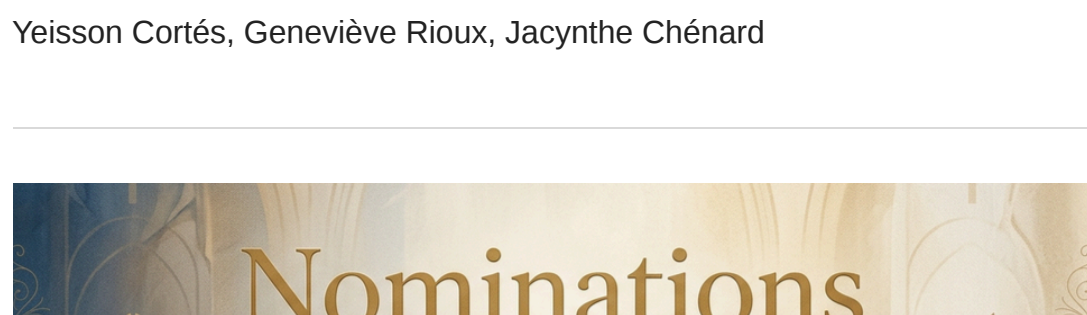 Yeisson Cortés, Geneviève Rioux, Jacynthe Chénard
Nominations